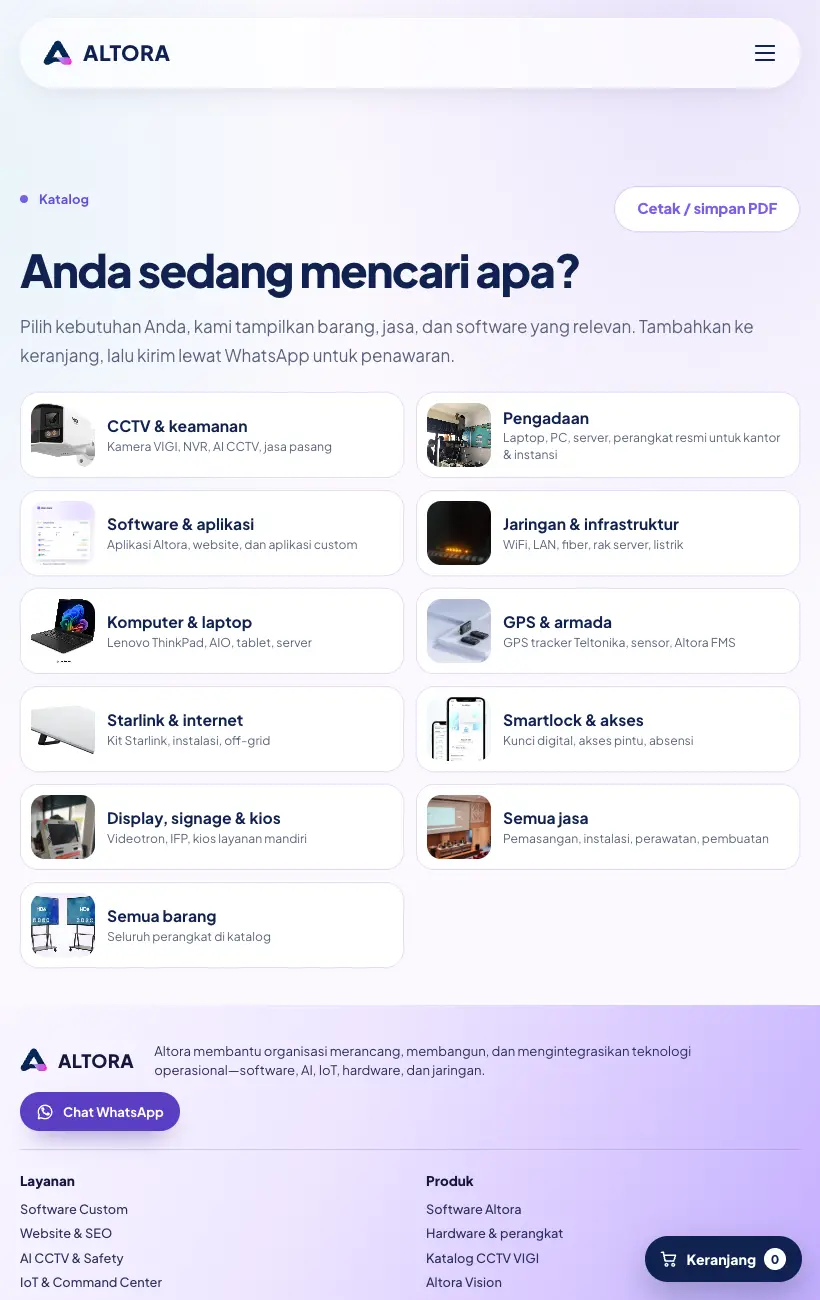 ALTORA
Katalog
Cetak / simpan PDF
Anda sedang mencari apa?
Pilih kebutuhan Anda, kami tampilkan barang, jasa, dan software yang relevan. Tambahkan ke
keranjang, lalu kirim lewat WhatsApp untuk penawaran.
CCTV & keamanan
Kamera VIGI, NVR, AI CCTV, jasa pasang
Pengadaan
Laptop, PC, server, perangkat resmi untuk kantor
& instansi
Software & aplikasi
Aplikasi Altora, website, dan aplikasi custom
Jaringan & infrastruktur
WiFi, LAN, fiber, rak server, listrik
Komputer & laptop
Lenovo ThinkPad, AIO, tablet, server
GPS & armada
GPS tracker Teltonika, sensor, Altora FMS
Starlink & internet
Kit Starlink, instalasi, off-grid
Smartlock & akses
Kunci digital, akses pintu, absensi
Display, signage & kios
Videotron, IFP, kios layanan mandiri
Semua jasa
Pemasangan, instalasi, perawatan, pembuatan
Semua barang
Seluruh perangkat di katalog
ALTORA
Altora membantu organisasi merancang, membangun, dan mengintegrasikan teknologi
operasional—software, AI, IoT, hardware, dan jaringan.
Chat WhatsApp
Layanan
Software Custom
Website & SEO
AI CCTV & Safety
IoT & Command Center
Produk
Software Altora
Hardware & perangkat
Katalog CCTV VIGI
Altora Vision
Keranjang 0